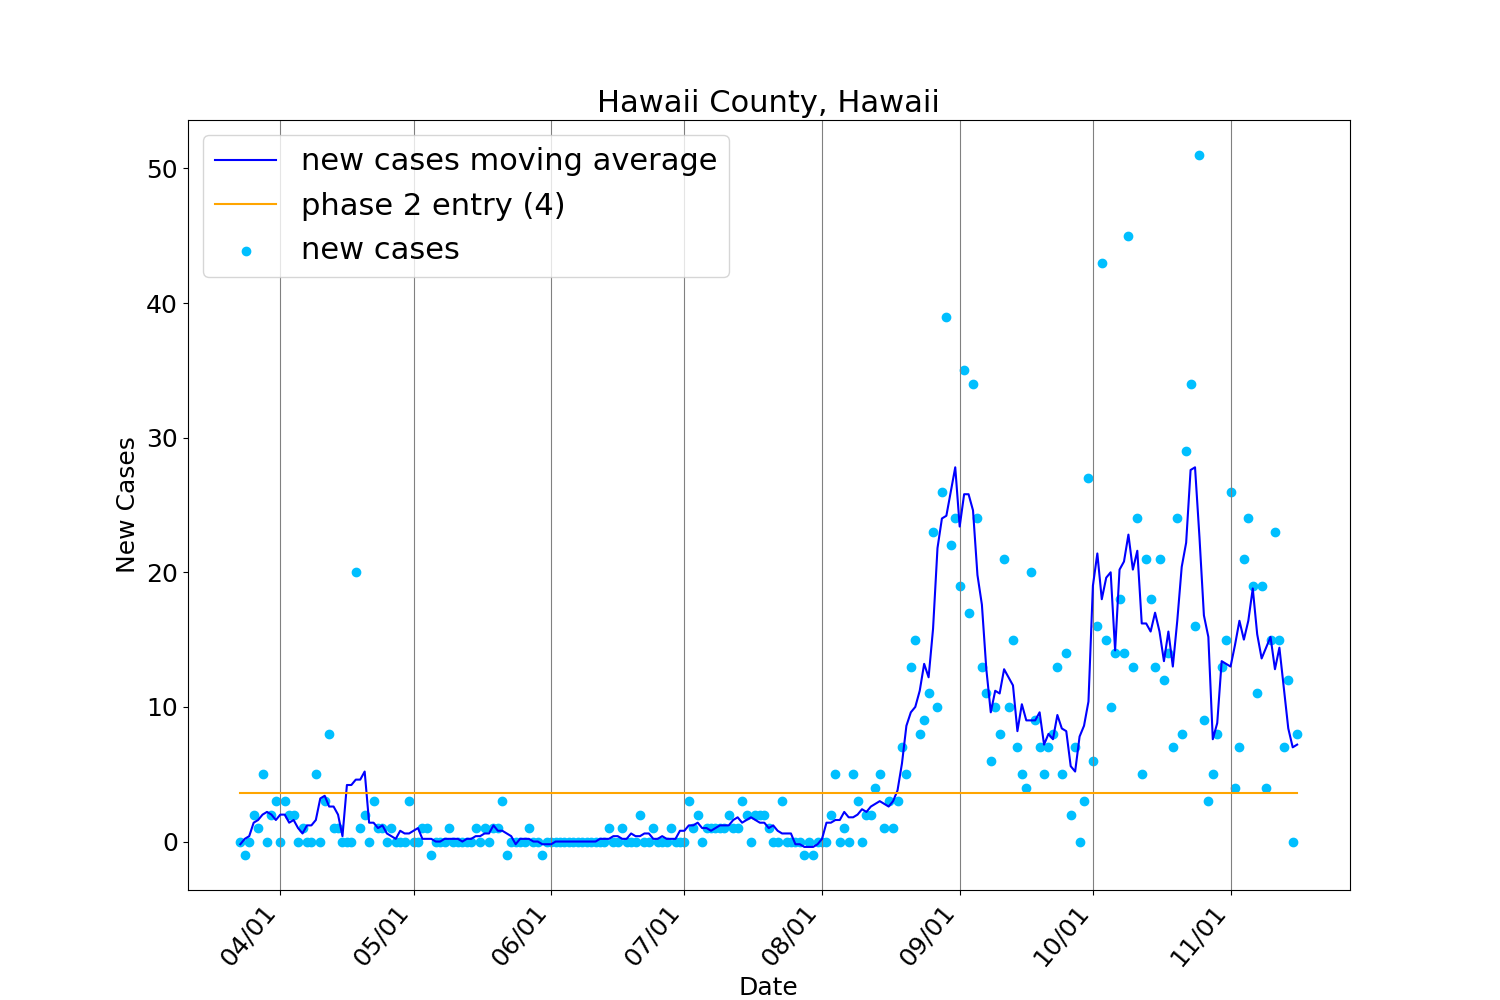 Hawaii County, Hawaii
new cases moving average
phase 2 entry (4)
new cases
50
40
30
20
10
0
New Cases
04/01
05/01
06/01
07/01
08/01
09/01
10/01
11/01
Date